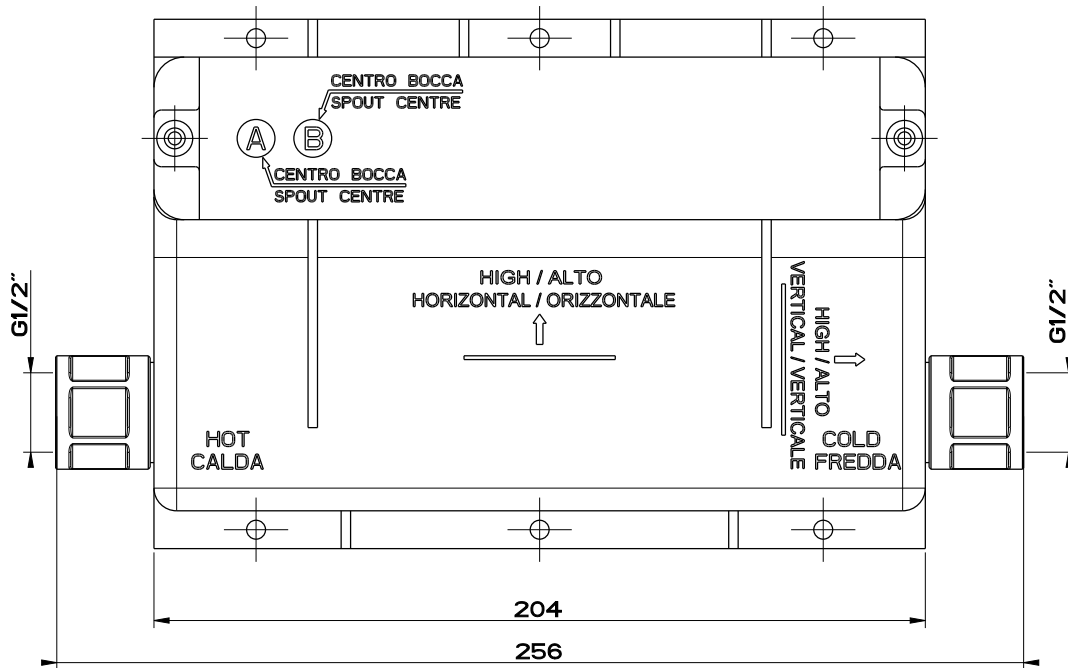 CENTRO BOCCA
SPOUT CENTRE
A
B
CENTRO BOCCA
SPOUT CENTRE
HIGH / ALTO
HORIZONTAL / ORIZZONTALE
HIGH / ALTO
VERTICAL / VERTICALE
G1/2"
G1/2"
HOT
CALDA
COLD
FREDDA
204
256